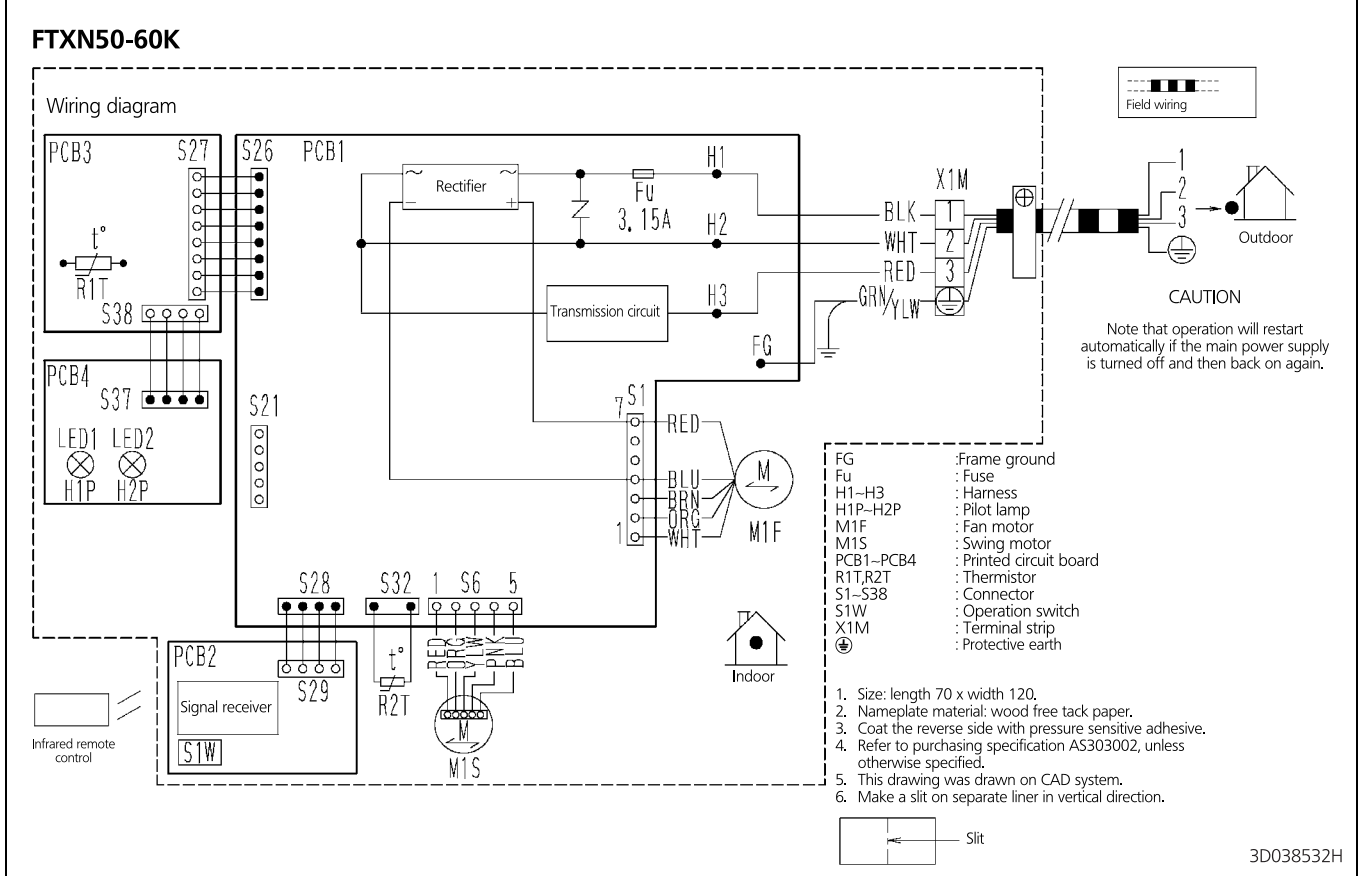 FTXN50-60K
Wiring diagram
Field wiring
PCB3
S27
S26
PCB1
Rectifier
~
~
−
+
Fu
3.15A
H1
H2
H3
Transmission circuit
FG
X1M
BLK
1
WHT
2
RED
3
GRN/YLW
1
2
3
Outdoor
CAUTION
Note that operation will restart
automatically if the main power supply
is turned off and then back on again.
t°
R1T
S38
PCB4
S37
LED1
LED2
H1P
H2P
S21
7
S1
RED
BLU
BRN
ORG
1
WHT
M
M1F
S28
S32
1
S6
5
RED
ORG
YLW
PNK
BLU
PCB2
S29
Signal receiver
S1W
t°
R2T
M
M1S
Indoor
Infrared remote
control
FG :Frame ground
Fu : Fuse
H1~H3 : Harness
H1P~H2P : Pilot lamp
M1F : Fan motor
M1S : Swing motor
PCB1~PCB4 : Printed circuit board
R1T,R2T : Thermistor
S1~S38 : Connector
S1W : Operation switch
X1M : Terminal strip
: Protective earth
1. Size: length 70 x width 120.
2. Nameplate material: wood free tack paper.
3. Coat the reverse side with pressure sensitive adhesive.
4. Refer to purchasing specification AS303002, unless
otherwise specified.
5. This drawing was drawn on CAD system.
6. Make a slit on separate liner in vertical direction.
Slit
3D038532H